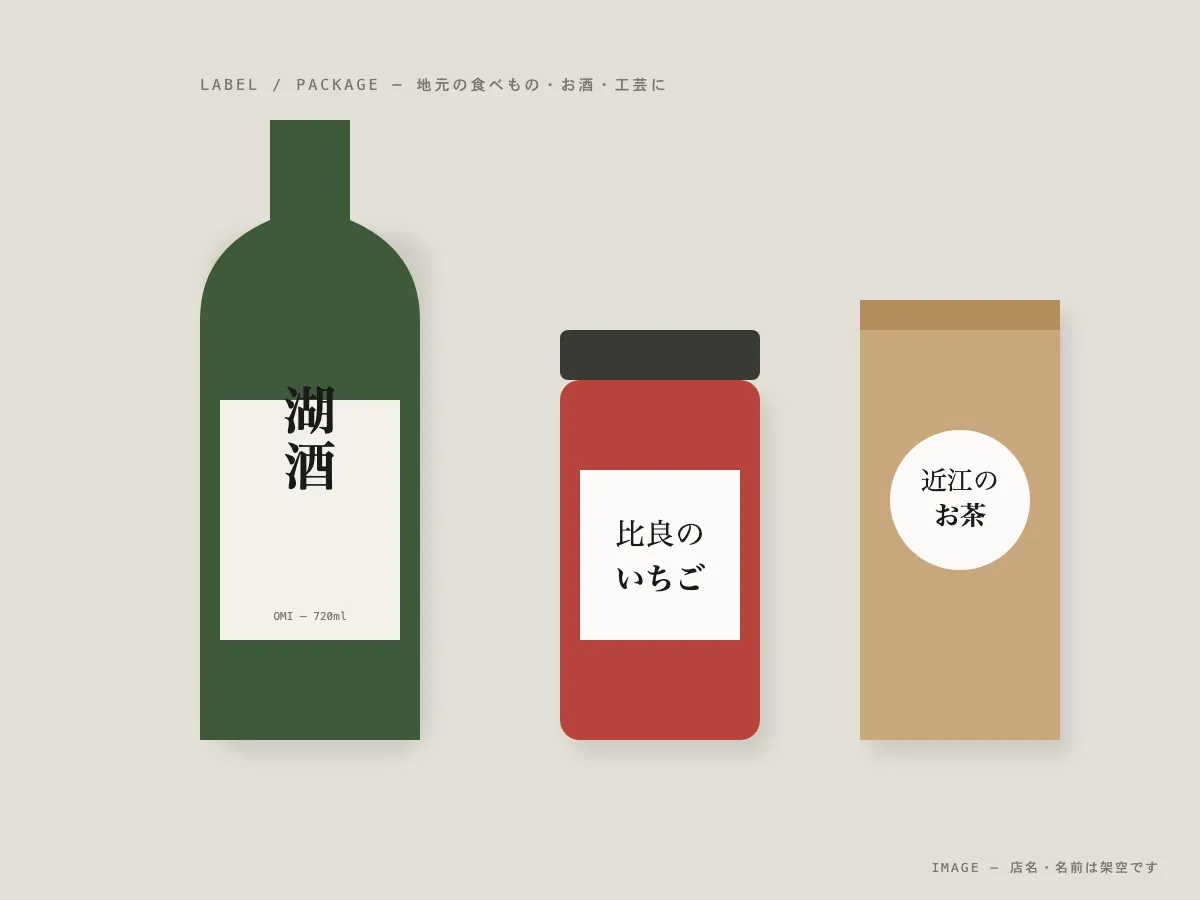 LABEL / PACKAGE — 地元の食べもの・お酒・工芸に
湖酒
OMI — 720ml
比良の
いちご
近江の
お茶
IMAGE — 店名・名前は架空です